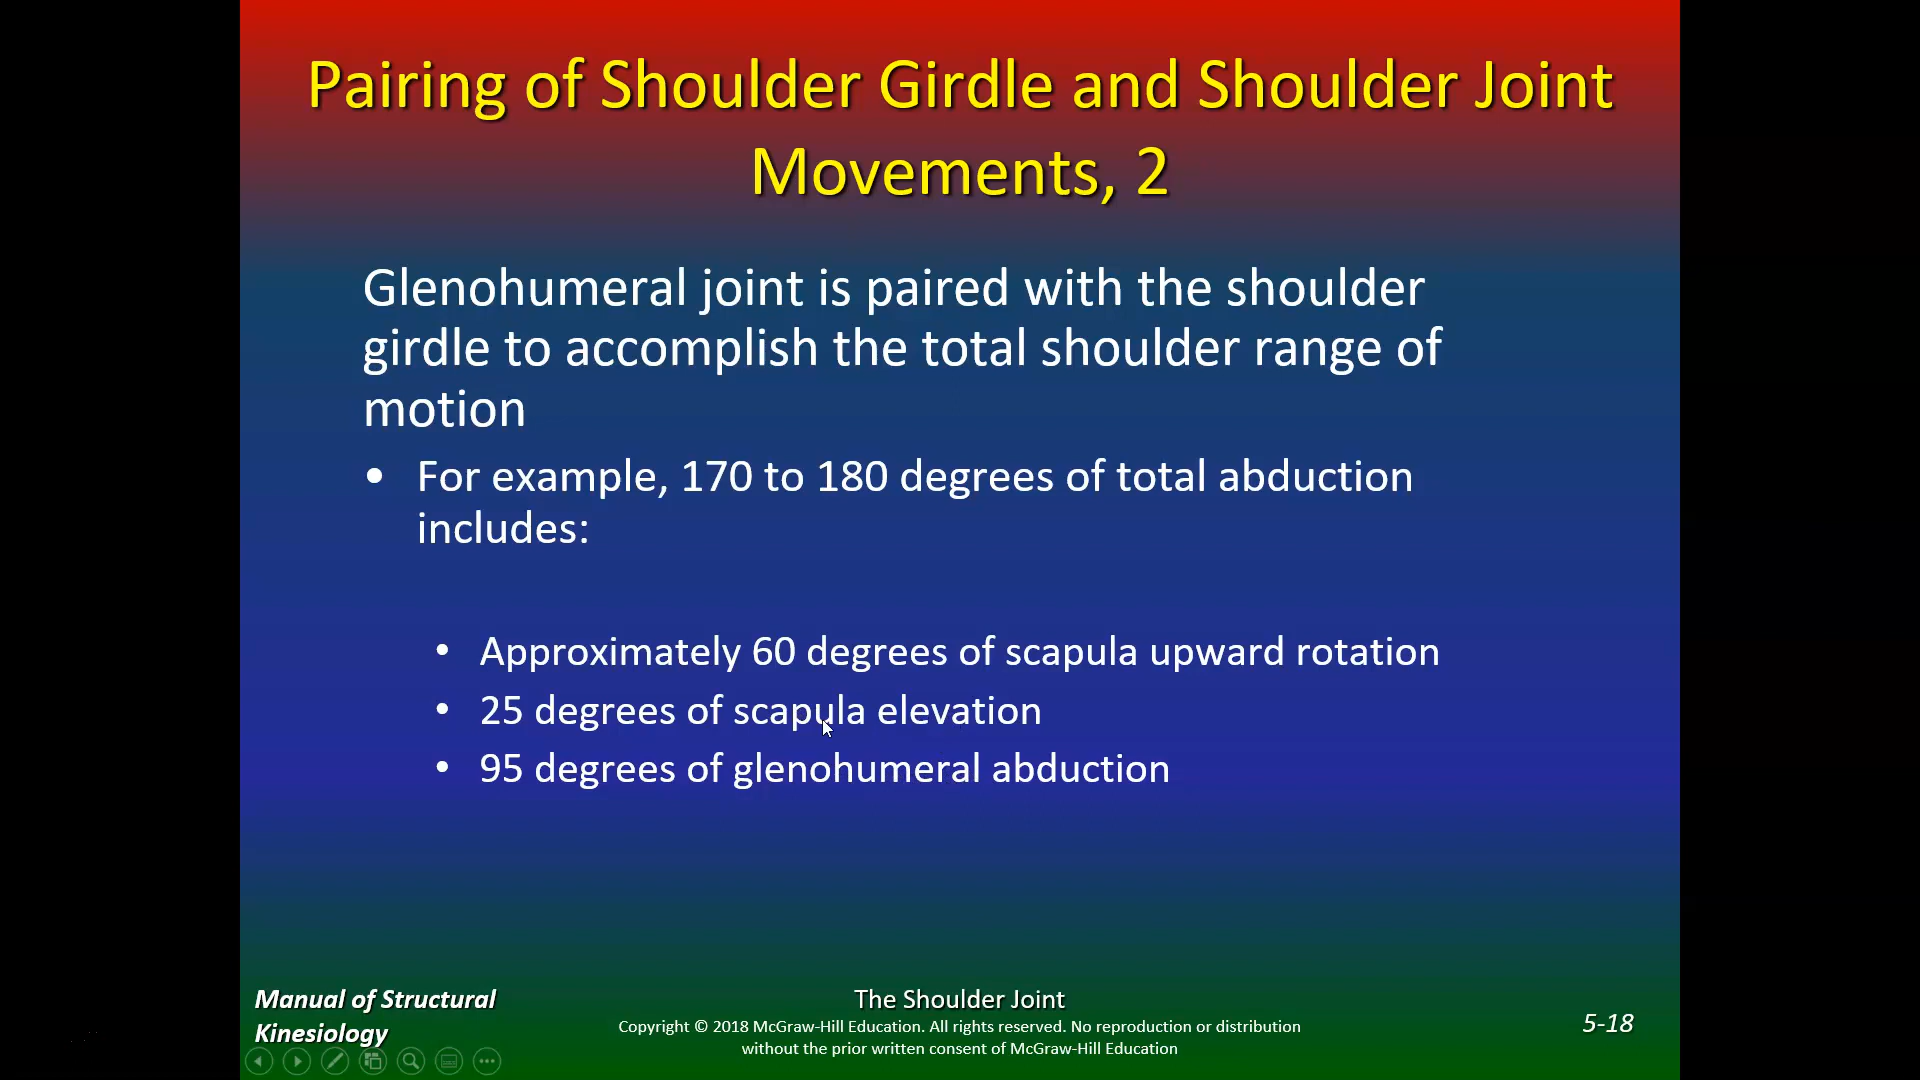 Pairing of Shoulder Girdle and Shoulder Joint
Movements, 2
Glenohumeral joint is paired with the shoulder
girdle to accomplish the total shoulder range of
motion
• For example, 170 to 180 degrees of total abduction
includes:
• Approximately 60 degrees of scapula upward rotation
• 25 degrees of scapula elevation
• 95 degrees of glenohumeral abduction
Manual of Structural
Kinesiology
The Shoulder Joint
Copyright © 2018 McGraw-Hill Education. All rights reserved. No reproduction or distribution
without the prior written consent of McGraw-Hill Education
5-18